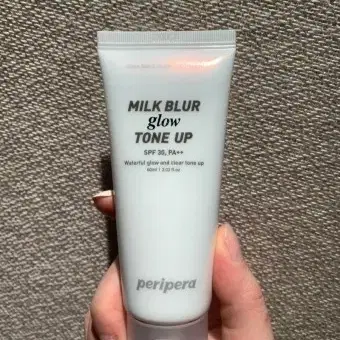 MILK BLUR
glow
TONE UP
SPF 30, PA++
Waterful glow and clear tone up
peripera